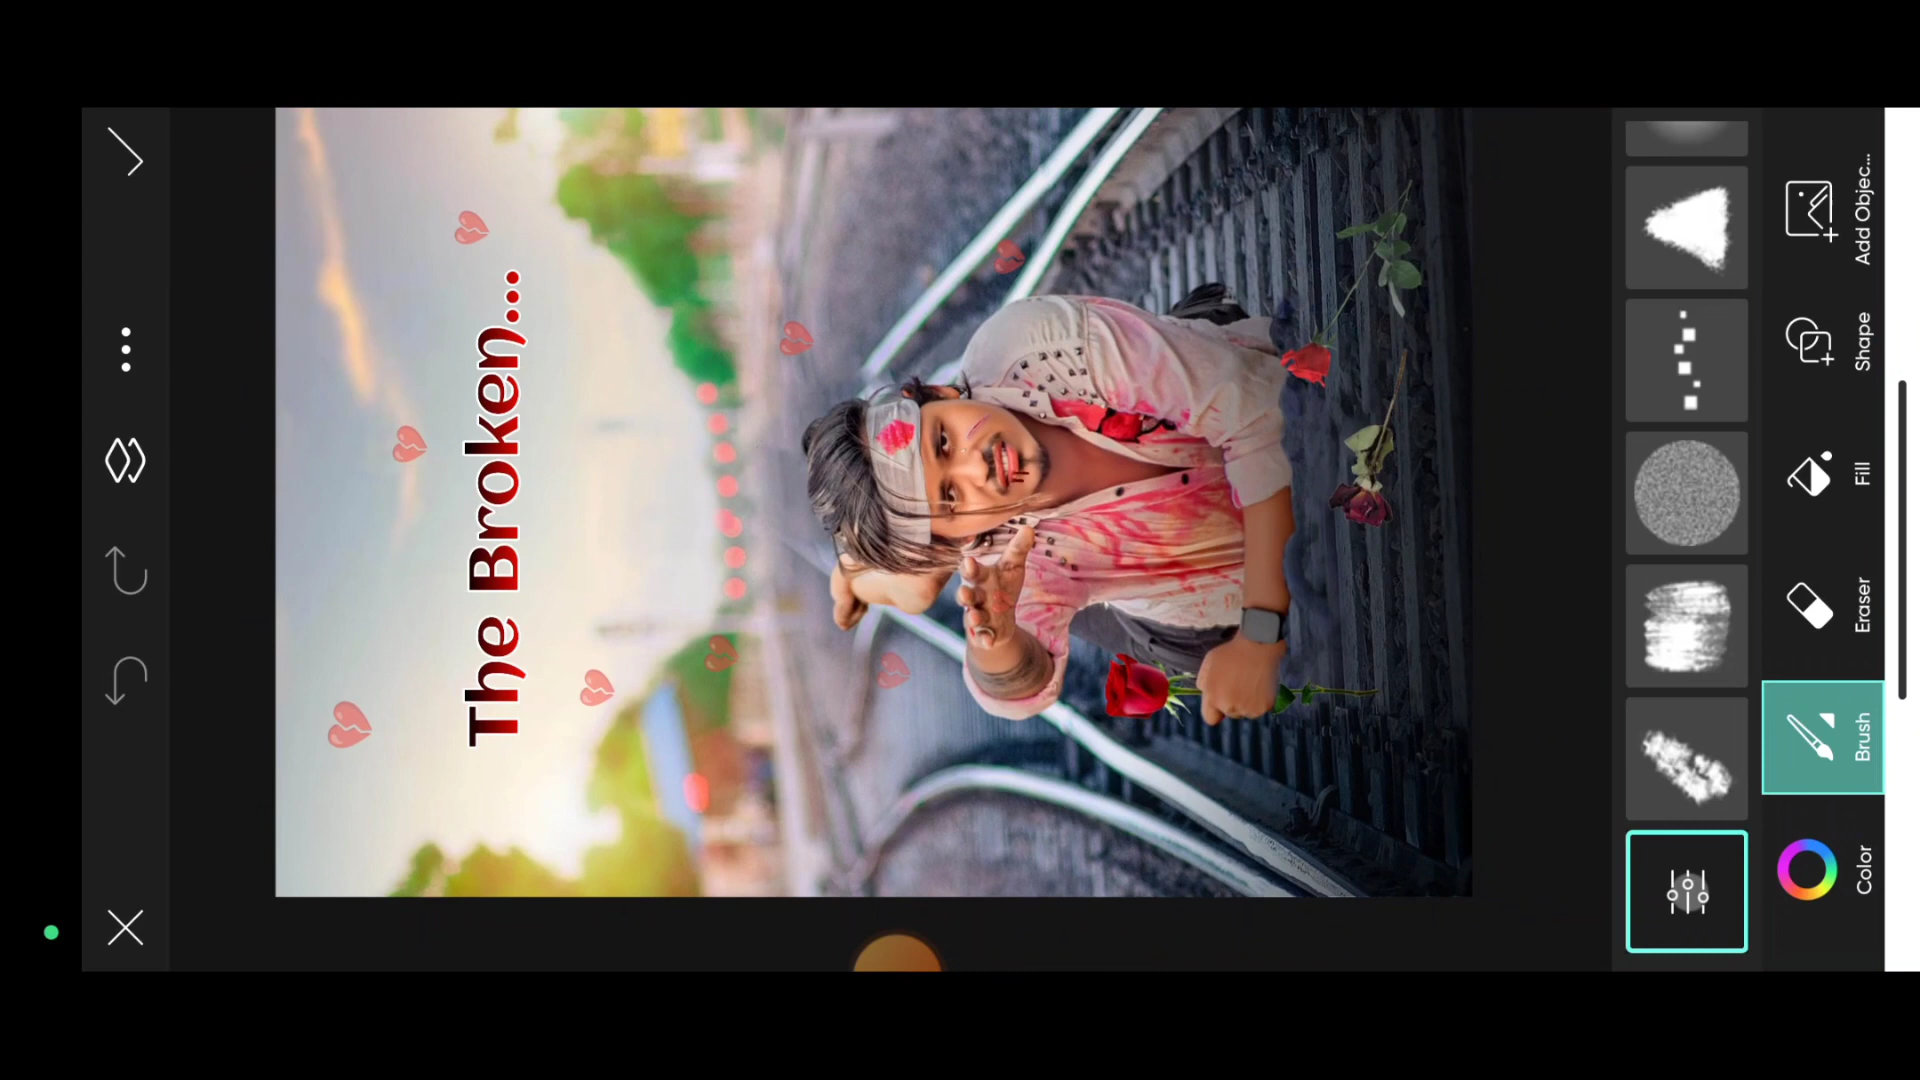 The Broken...
Color
Brush
Eraser
Fill
Shape
Add Objec...